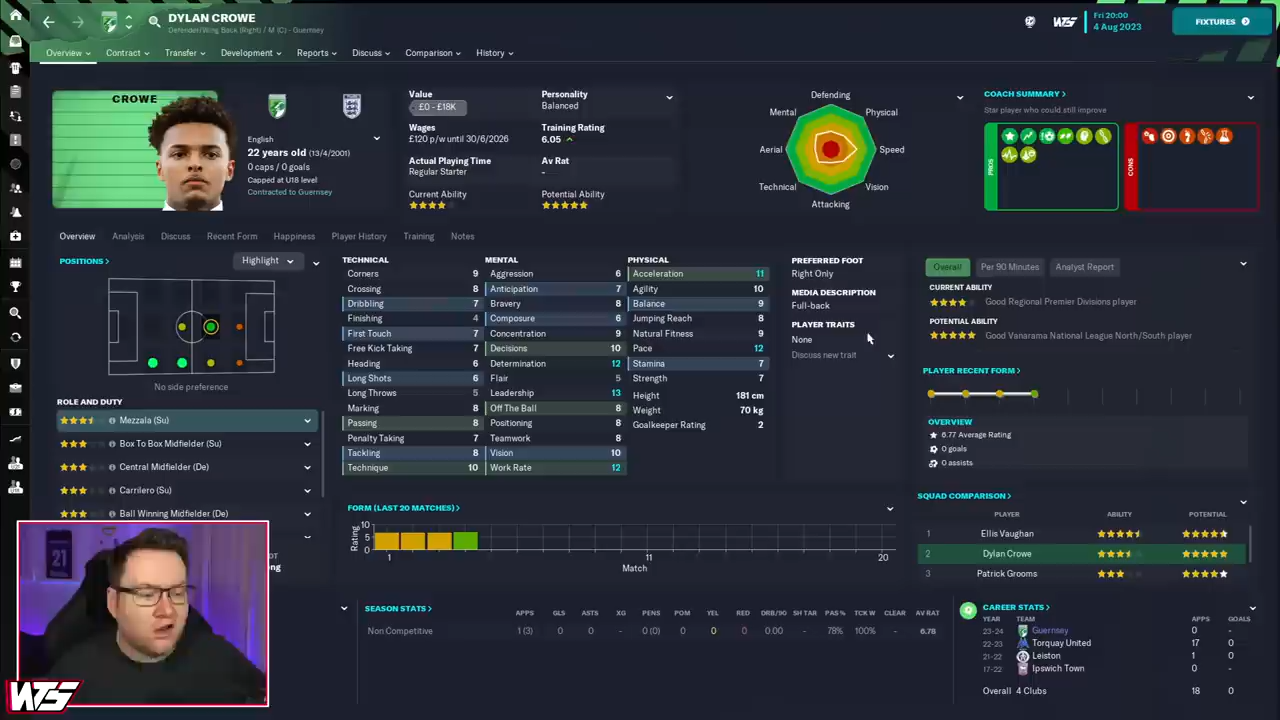 DYLAN CROWE
Defender/Wing Back (Right) / M (C) - Guernsey
WTS
Fri 20:00
4 Aug 2023
FIXTURES
Overview
Contract
Transfer
Development
Reports
Discuss
Comparison
History
CROWE
English
22 years old (13/4/2001)
0 caps / 0 goals
Capped at U18 level
Contracted to Guernsey
Value
£0 - £18K
Personality
Balanced
Wages
£120 p/w until 30/6/2026
Training Rating
6.05
Actual Playing Time
Regular Starter
Av Rat
-
Current Ability
Potential Ability
Defending
Physical
Speed
Vision
Attacking
Technical
Aerial
Mental
COACH SUMMARY
Star player who could still improve
PROS
CONS
Overview
Analysis
Discuss
Recent Form
Happiness
Player History
Training
Notes
POSITIONS
Highlight
No side preference
ROLE AND DUTY
Mezzala (Su)
Box To Box Midfielder (Su)
Central Midfielder (De)
Carrilero (Su)
Ball Winning Midfielder (De)
TECHNICAL
Corners 9
Crossing 8
Dribbling 7
Finishing 4
First Touch 7
Free Kick Taking 7
Heading 6
Long Shots 6
Long Throws 5
Marking 8
Passing 8
Penalty Taking 7
Tackling 8
Technique 10
MENTAL
Aggression 6
Anticipation 7
Bravery 8
Composure 6
Concentration 9
Decisions 10
Determination 12
Flair 5
Leadership 13
Off The Ball 8
Positioning 8
Teamwork 8
Vision 10
Work Rate 12
PHYSICAL
Acceleration 11
Agility 10
Balance 9
Jumping Reach 8
Natural Fitness 9
Pace 12
Stamina 7
Strength 7
Height 181 cm
Weight 70 kg
Goalkeeper Rating 2
PREFERRED FOOT
Right Only
MEDIA DESCRIPTION
Full-back
PLAYER TRAITS
None
Discuss new trait
Overall
Per 90 Minutes
Analyst Report
CURRENT ABILITY
Good Regional Premier Divisions player
POTENTIAL ABILITY
Good Vanarama National League North/South player
PLAYER RECENT FORM
OVERVIEW
6.77 Average Rating
0 goals
0 assists
FORM (LAST 20 MATCHES)
Rating
10
5
0
1
11
20
Match
SQUAD COMPARISON
PLAYER ABILITY POTENTIAL
1 Ellis Vaughan
2 Dylan Crowe
3 Patrick Grooms
SEASON STATS
APPS GLS ASTS XG PENS POM YEL RED DRB/90 SH TAR PAS % TCK W CLEAR AV RAT
Non Competitive 1 (3) 0 0 - 0 (0) 0 0 0 0.00 - 78% 100% - 6.78
CAREER STATS
YEAR TEAM APPS GOALS
23-24 Guernsey 0 -
22-23 Torquay United 17 0
21-22 Leiston 1 0
17-22 Ipswich Town 0 -
Overall 4 Clubs 18 0
21
WTS